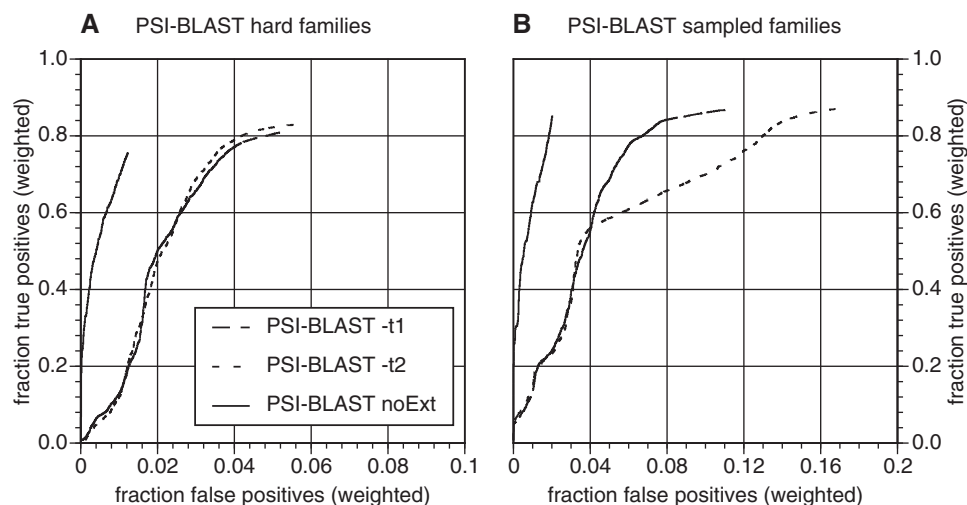 A PSI-BLAST hard families
1.0
0.8
0.6
0.4
0.2
0.0
fraction true positives (weighted)
PSI-BLAST -t1
PSI-BLAST -t2
PSI-BLAST noExt
0 0.02 0.04 0.06 0.08 0.1
fraction false positives (weighted)
B PSI-BLAST sampled families
1.0
0.8
0.6
0.4
0.2
0.0
fraction true positives (weighted)
0 0.04 0.08 0.12 0.16 0.2
fraction false positives (weighted)